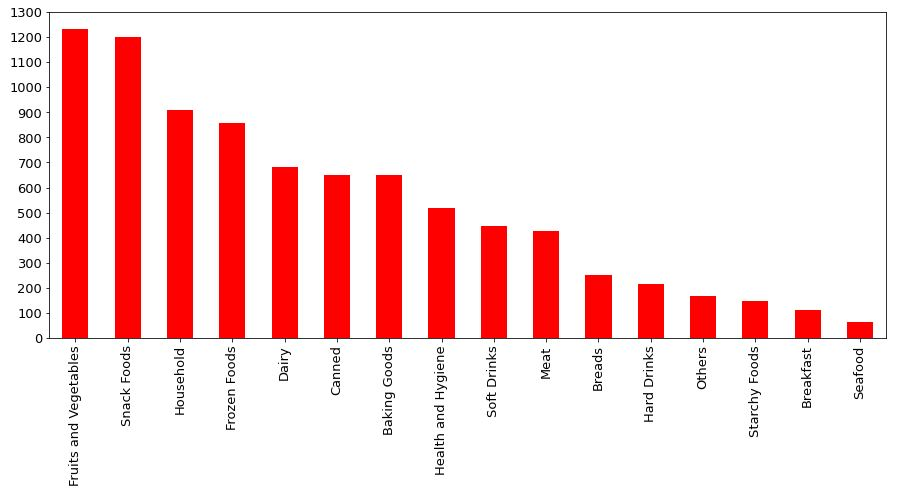 1300
1200
1100
1000
900
800
700
600
500
400
300
200
100
0
Fruits and Vegetables
Snack Foods
Household
Frozen Foods
Dairy
Canned
Baking Goods
Health and Hygiene
Soft Drinks
Meat
Breads
Hard Drinks
Others
Starchy Foods
Breakfast
Seafood